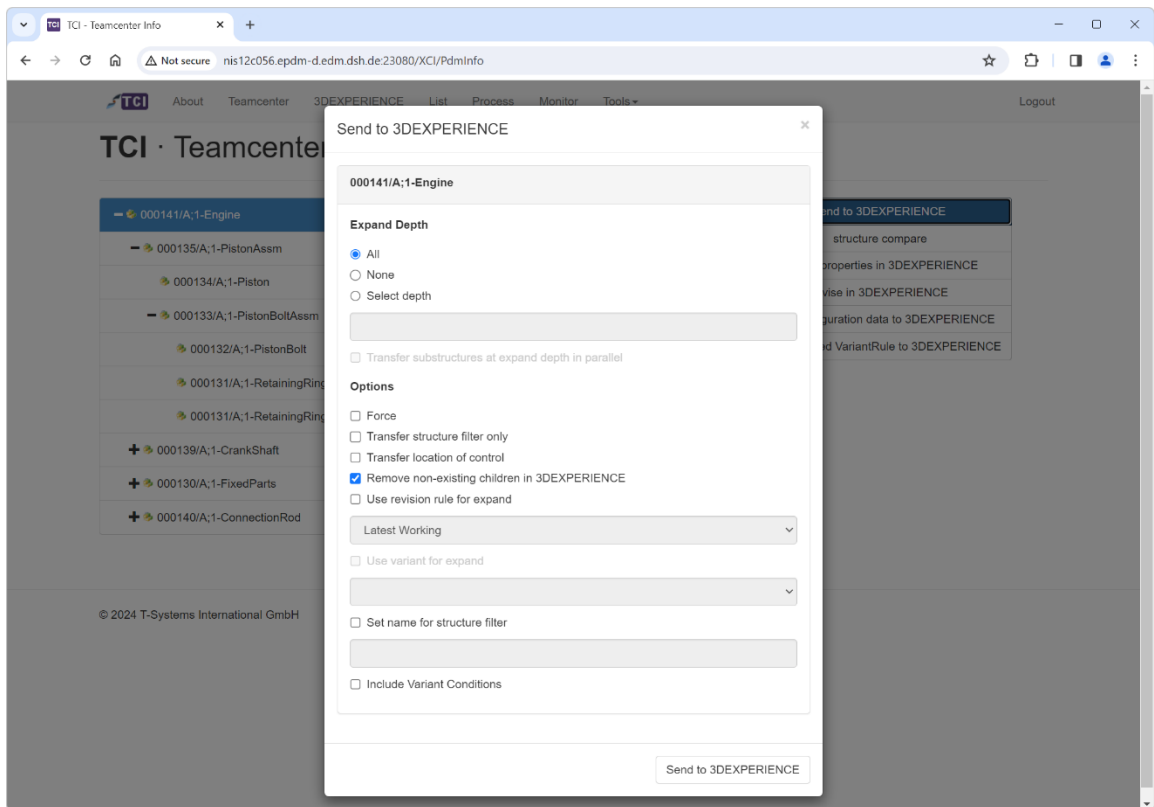 TCI - Teamcenter Info
Not secure nis12c056.epdm-d.edm.dsh.de:23080/XCI/PdmInfo
TCI About Teamcenter 3DEXPERIENCE List Process Monitor Tools Logout
TCI · Teamcenter
000141/A;1-Engine
000135/A;1-PistonAssm
000134/A;1-Piston
000133/A;1-PistonBoltAssm
000132/A;1-PistonBolt
000131/A;1-RetainingRing
000131/A;1-RetainingRing
000139/A;1-CrankShaft
000130/A;1-FixedParts
000140/A;1-ConnectionRod
© 2024 T-Systems International GmbH
Send to 3DEXPERIENCE
000141/A;1-Engine
Expand Depth
All
None
Select depth
Transfer substructures at expand depth in parallel
Options
Force
Transfer structure filter only
Transfer location of control
Remove non-existing children in 3DEXPERIENCE
Use revision rule for expand
Latest Working
Use variant for expand
Set name for structure filter
Include Variant Conditions
Send to 3DEXPERIENCE
end to 3DEXPERIENCE
structure compare
properties in 3DEXPERIENCE
vise in 3DEXPERIENCE
guration data to 3DEXPERIENCE
ed VariantRule to 3DEXPERIENCE